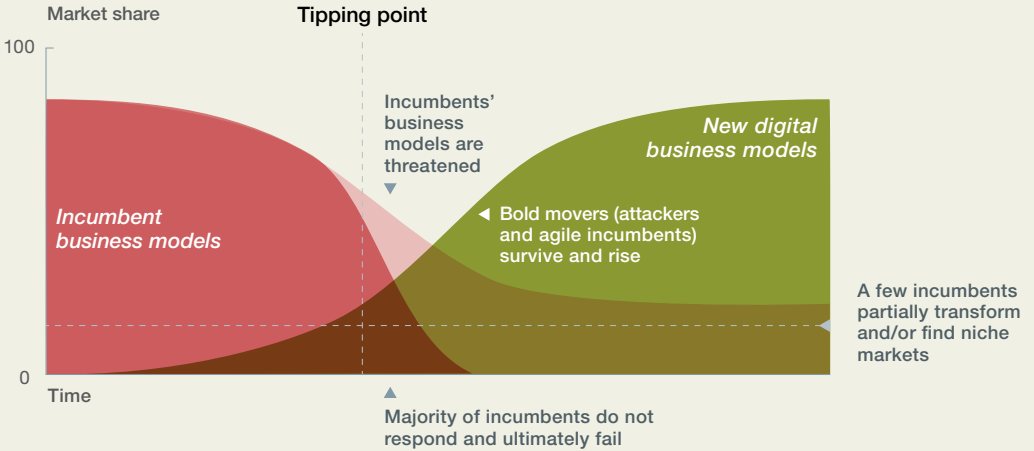 Market share
Tipping point
100
Incumbents’
business
models are
threatened
New digital
business models
Incumbent
business models
Bold movers (attackers
and agile incumbents)
survive and rise
A few incumbents
partially transform
and/or find niche
markets
0
Time
Majority of incumbents do not
respond and ultimately fail